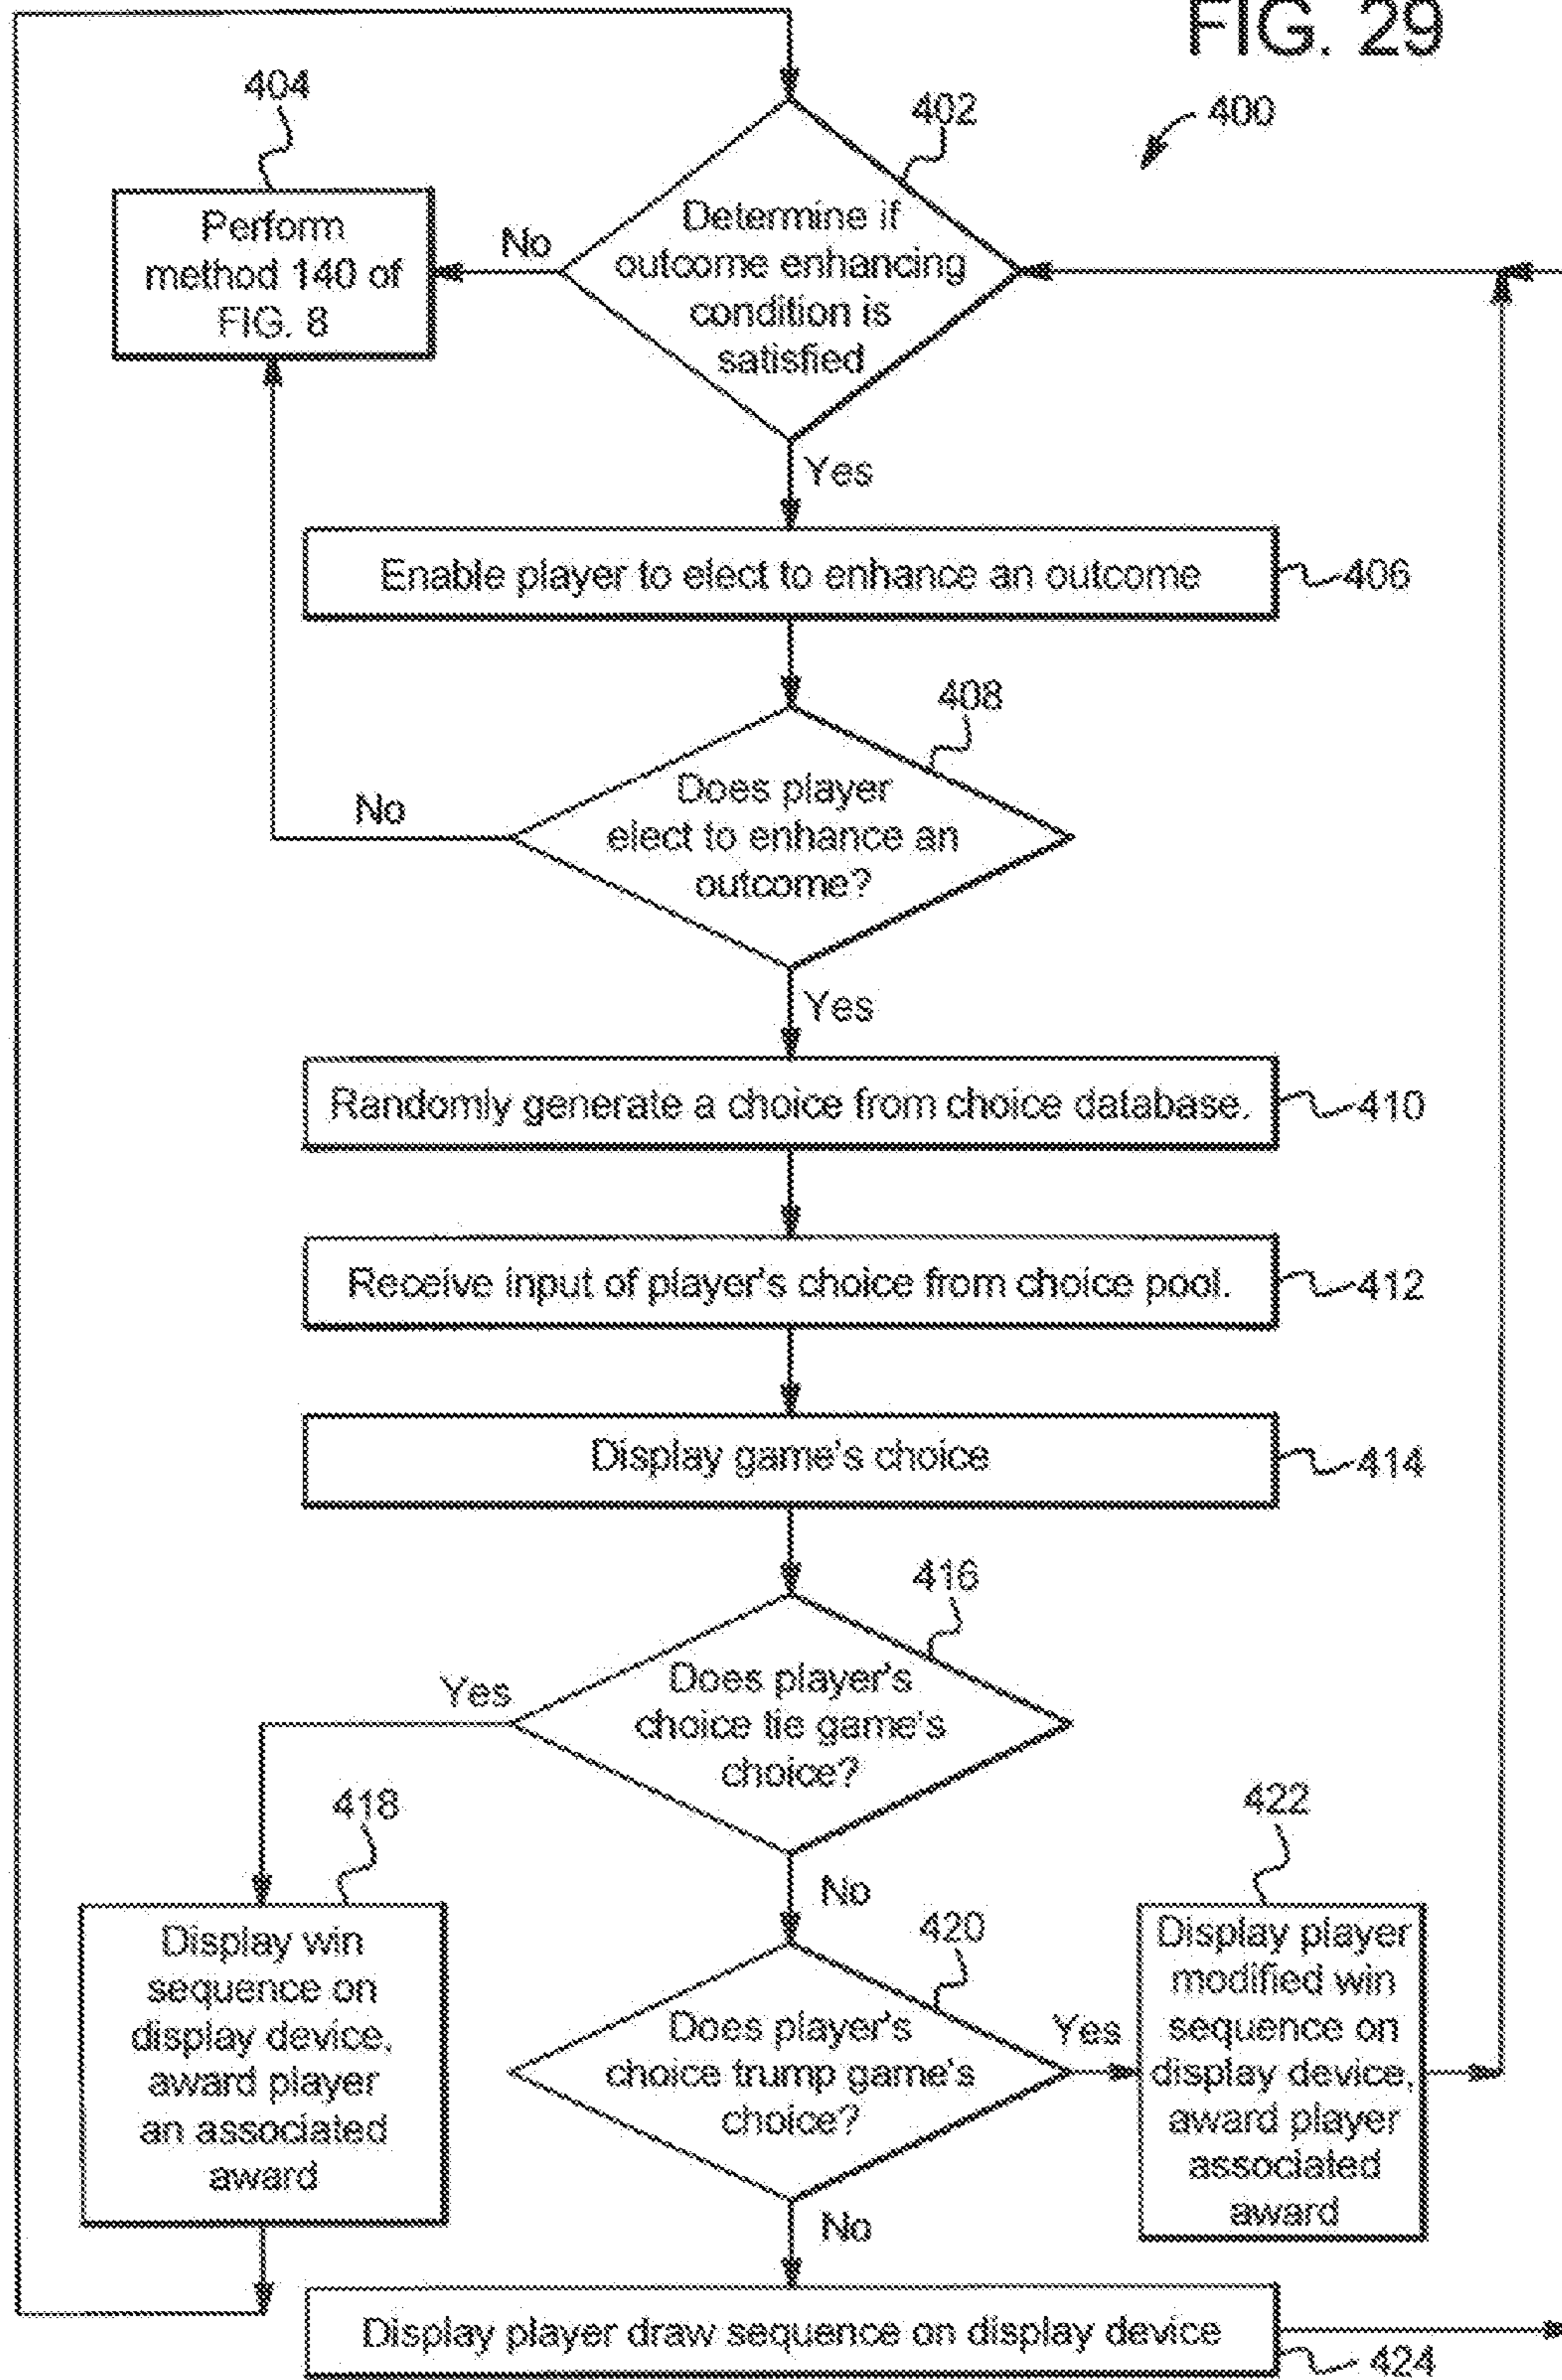 FIG. 29
400
404
402
Perform
method 140 of
FIG. 8
No
Determine if
outcome enhancing
condition is
satisfied
Yes
Enable player to elect to enhance an outcome
406
408
Does player
elect to enhance an
outcome?
No
Yes
Randomly generate a choice from choice database.
410
Receive input of player's choice from choice pool.
412
Display game's choice
414
416
Does player's
choice tie game's
choice?
Yes
No
418
Display win
sequence on
display device,
award player
an associated
award
420
Does player's
choice trump game's
choice?
Yes
No
422
Display player
modified win
sequence on
display device,
award player
associated
award
Display player draw sequence on display device
424